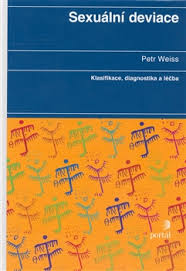 Sexuální deviace
Petr Weiss
Klasifikace, diagnostika a léčba
portál